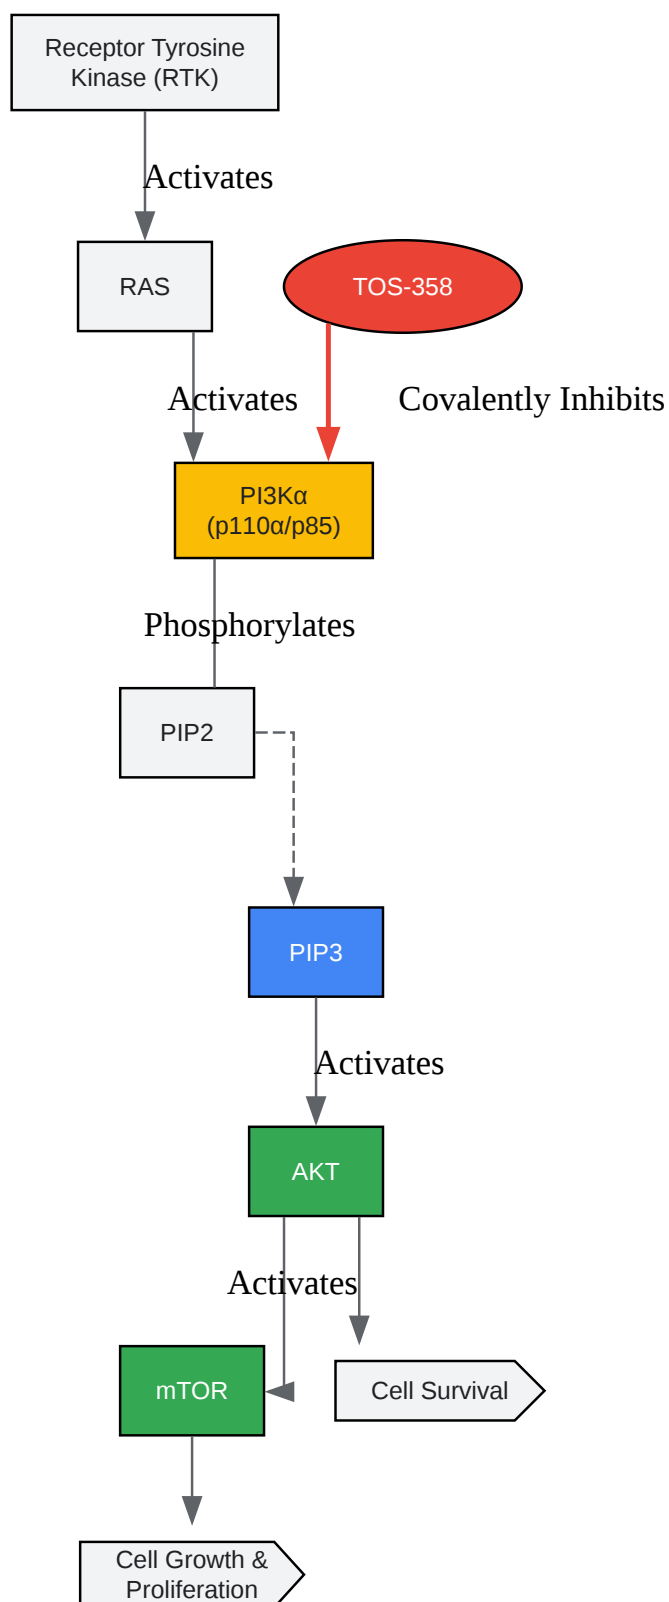 Receptor Tyrosine
Kinase (RTK)
Activates
RAS
TOS-358
Activates
Covalently Inhibits
PI3Kα
(p110α/p85)
Phosphorylates
PIP2
PIP3
Activates
AKT
Activates
mTOR
Cell Survival
Cell Growth &
Proliferation